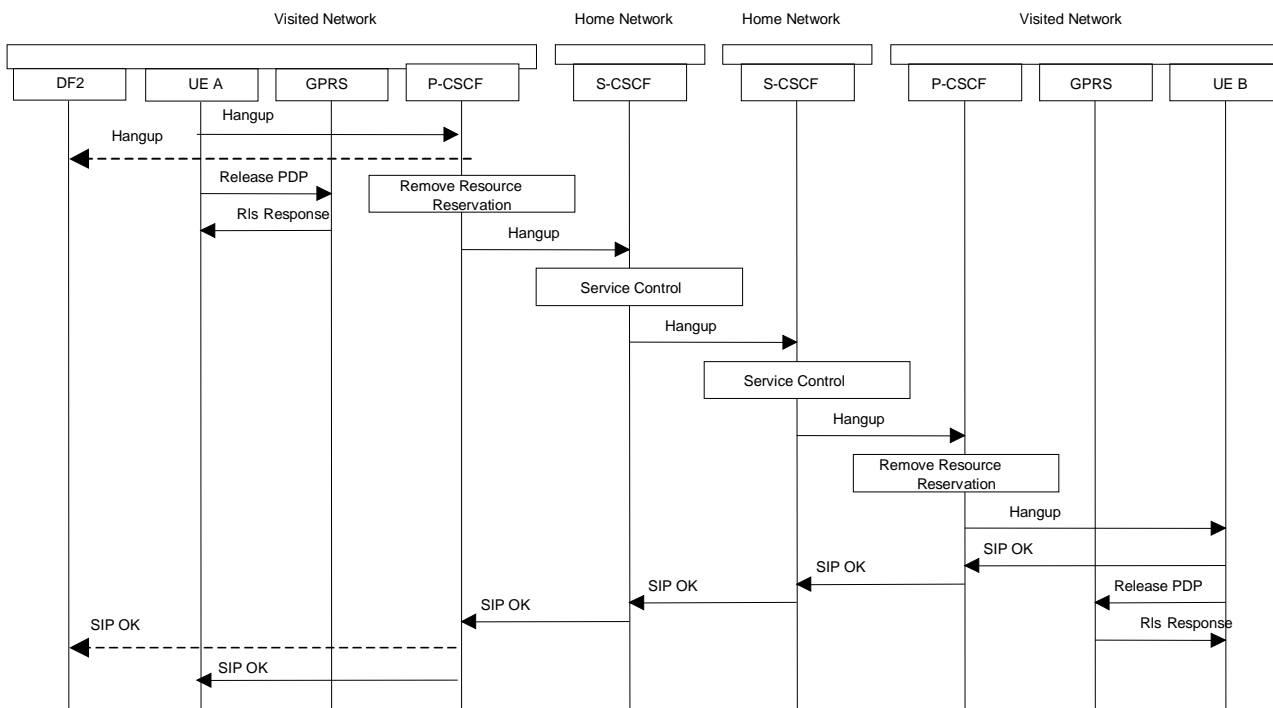 Visited Network
Home Network
Home Network
Visited Network
DF2
UE A
GPRS
P-CSCF
S-CSCF
S-CSCF
P-CSCF
GPRS
UE B
Hangup
Hangup
Release PDP
Remove Resource
Reservation
Rls Response
Hangup
Service Control
Hangup
Service Control
Hangup
Remove Resource
Reservation
Hangup
SIP OK
SIP OK
SIP OK
Release PDP
SIP OK
SIP OK
Rls Response
SIP OK